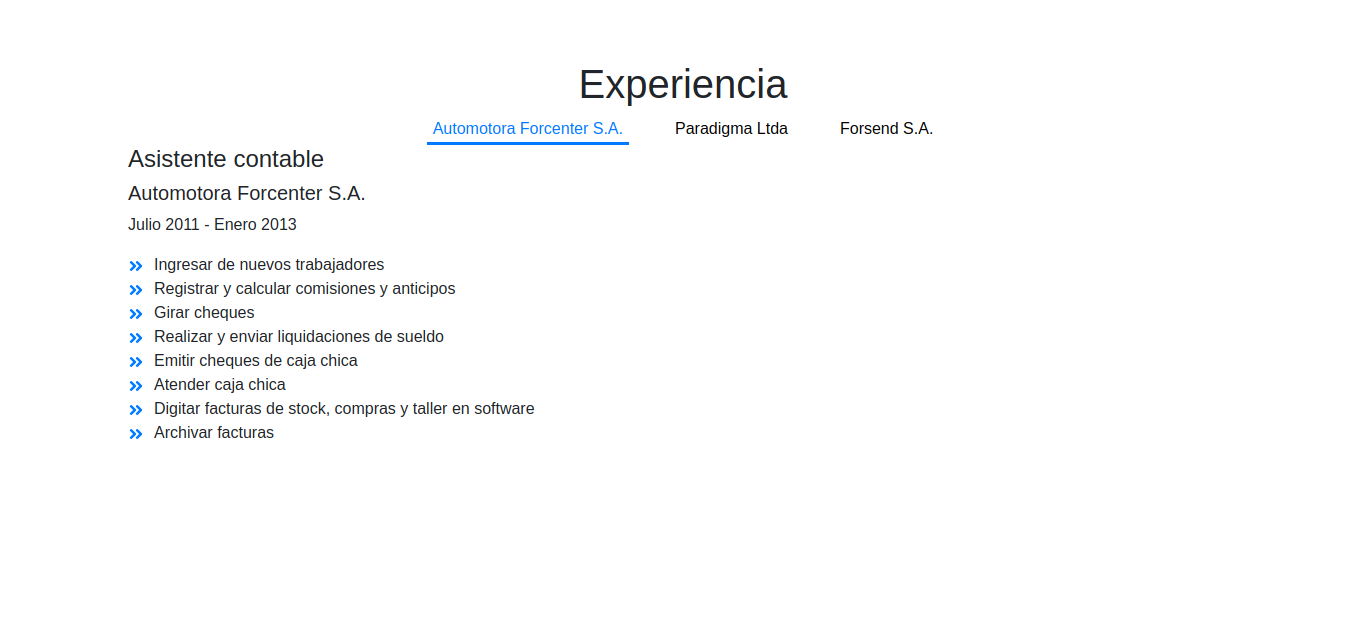 Experiencia
Automotora Forcenter S.A. Paradigma Ltda Forsend S.A.
Asistente contable
Automotora Forcenter S.A.
Julio 2011 - Enero 2013
Ingresar de nuevos trabajadores
Registrar y calcular comisiones y anticipos
Girar cheques
Realizar y enviar liquidaciones de sueldo
Emitir cheques de caja chica
Atender caja chica
Digitar facturas de stock, compras y taller en software
Archivar facturas